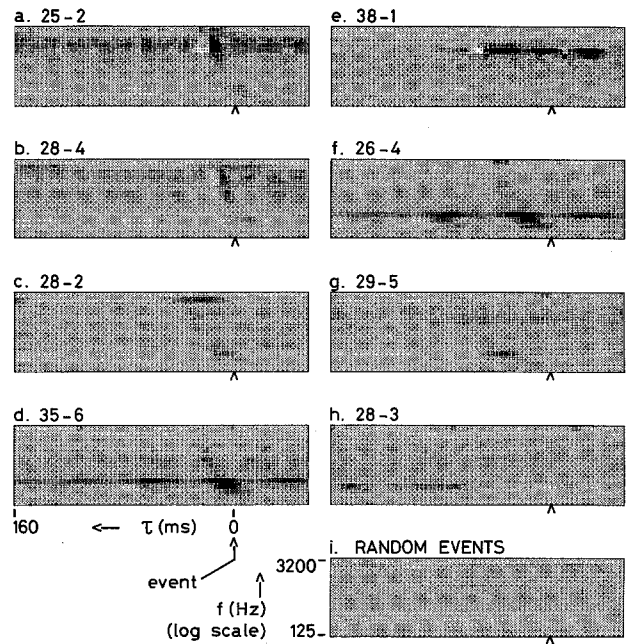 a. 25-2
b. 28-4
c. 28-2
d. 35-6
160 <— τ (ms) 0
event
e. 38-1
f. 26-4
g. 29-5
h. 28-3
i. RANDOM EVENTS
3200
f (Hz)
(log scale) 125